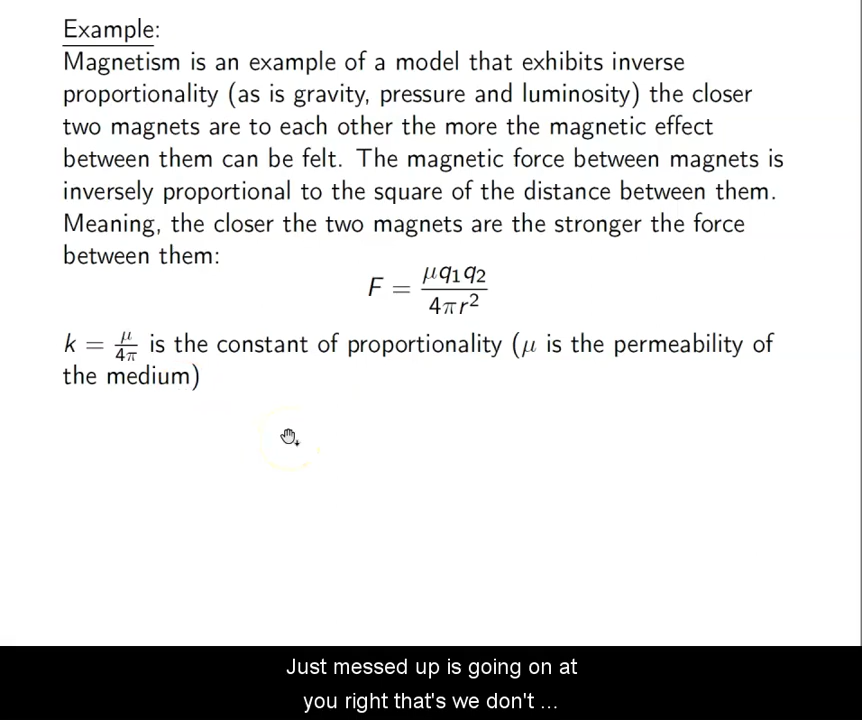 Example:
Magnetism is an example of a model that exhibits inverse
proportionality (as is gravity, pressure and luminosity) the closer
two magnets are to each other the more the magnetic effect
between them can be felt. The magnetic force between magnets is
inversely proportional to the square of the distance between them.
Meaning, the closer the two magnets are the stronger the force
between them:
F = μq₁q₂ / 4πr²
k = μ/4π is the constant of proportionality (μ is the permeability of
the medium)
Just messed up is going on at
you right that's we don't ...